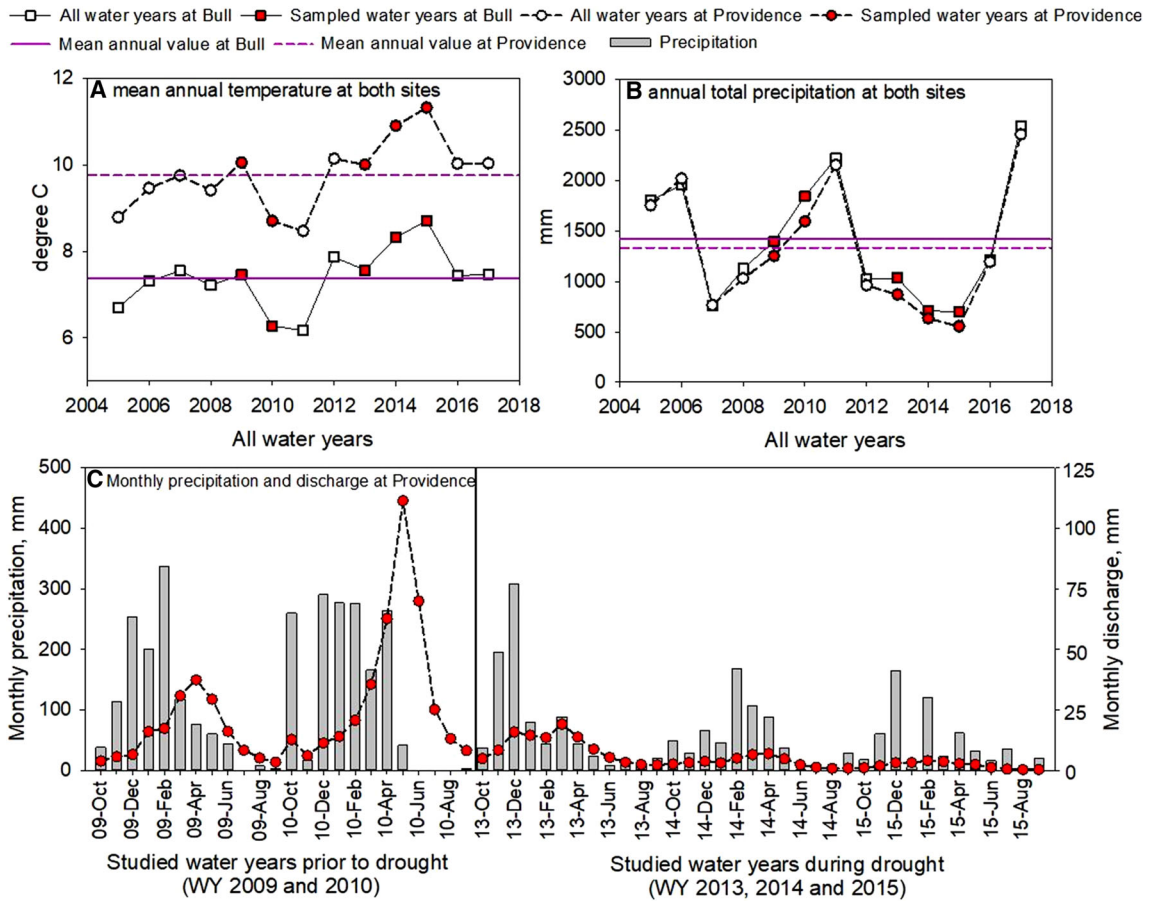 All water years at Bull
Sampled water years at Bull
All water years at Providence
Sampled water years at Providence
Mean annual value at Bull
Mean annual value at Providence
Precipitation
A mean annual temperature at both sites
12
10
8
6
degree C
2004 2006 2008 2010 2012 2014 2016 2018
All water years
B annual total precipitation at both sites
3000
2500
2000
1500
1000
500
0
mm
2004 2006 2008 2010 2012 2014 2016 2018
All water years
C Monthly precipitation and discharge at Providence
500
400
300
200
100
0
Monthly precipitation, mm
125
100
75
50
25
0
Monthly discharge, mm
09-Oct
09-Dec
09-Feb
09-Apr
09-Jun
09-Aug
10-Oct
10-Dec
10-Feb
10-Apr
10-Jun
10-Aug
13-Oct
13-Dec
13-Feb
13-Apr
13-Jun
13-Aug
14-Oct
14-Dec
14-Feb
14-Apr
14-Jun
14-Aug
15-Oct
15-Dec
15-Feb
15-Apr
15-Jun
15-Aug
Studied water years prior to drought
(WY 2009 and 2010)
Studied water years during drought
(WY 2013, 2014 and 2015)